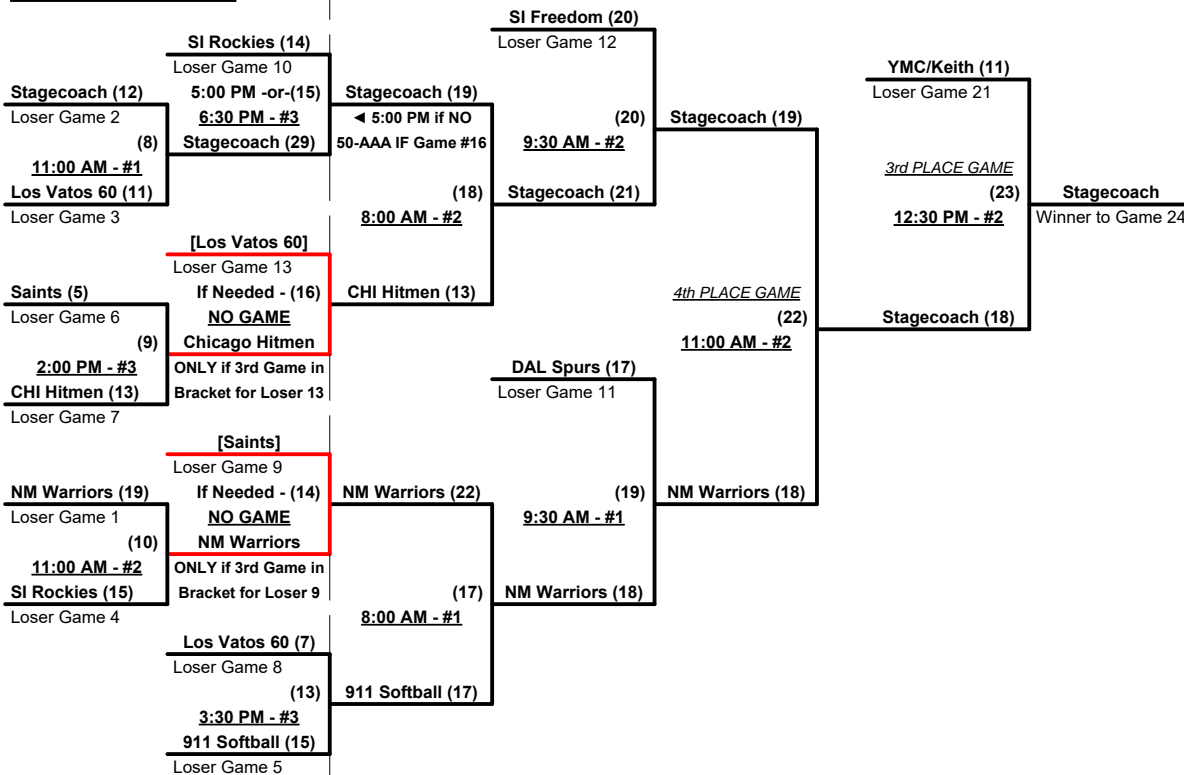 SI Freedom (20)
Loser Game 12
SI Rockies (14)
Loser Game 10
5:00 PM -or-(15)
6:30 PM - #3
Stagecoach (29)
Stagecoach (12)
Loser Game 2
(8)
11:00 AM - #1
Los Vatos 60 (11)
Loser Game 3
Stagecoach (19)
◄ 5:00 PM if NO
50-AAA IF Game #16
(18)
8:00 AM - #2
(20)
9:30 AM - #2
Stagecoach (21)
Stagecoach (19)
YMC/Keith (11)
Loser Game 21
3rd PLACE GAME
(23)
12:30 PM - #2
Stagecoach
Winner to Game 24
[Los Vatos 60]
Loser Game 13
If Needed - (16)
NO GAME
Chicago Hitmen
ONLY if 3rd Game in
Bracket for Loser 13
Saints (5)
Loser Game 6
(9)
2:00 PM - #3
CHI Hitmen (13)
Loser Game 7
CHI Hitmen (13)
4th PLACE GAME
(22)
11:00 AM - #2
Stagecoach (18)
DAL Spurs (17)
Loser Game 11
[Saints]
Loser Game 9
If Needed - (14)
NO GAME
NM Warriors
ONLY if 3rd Game in
Bracket for Loser 9
NM Warriors (19)
Loser Game 1
(10)
11:00 AM - #2
SI Rockies (15)
Loser Game 4
NM Warriors (22)
(19)
9:30 AM - #1
NM Warriors (18)
(17)
8:00 AM - #1
NM Warriors (18)
Los Vatos 60 (7)
Loser Game 8
(13)
3:30 PM - #3
911 Softball (15)
Loser Game 5
911 Softball (17)